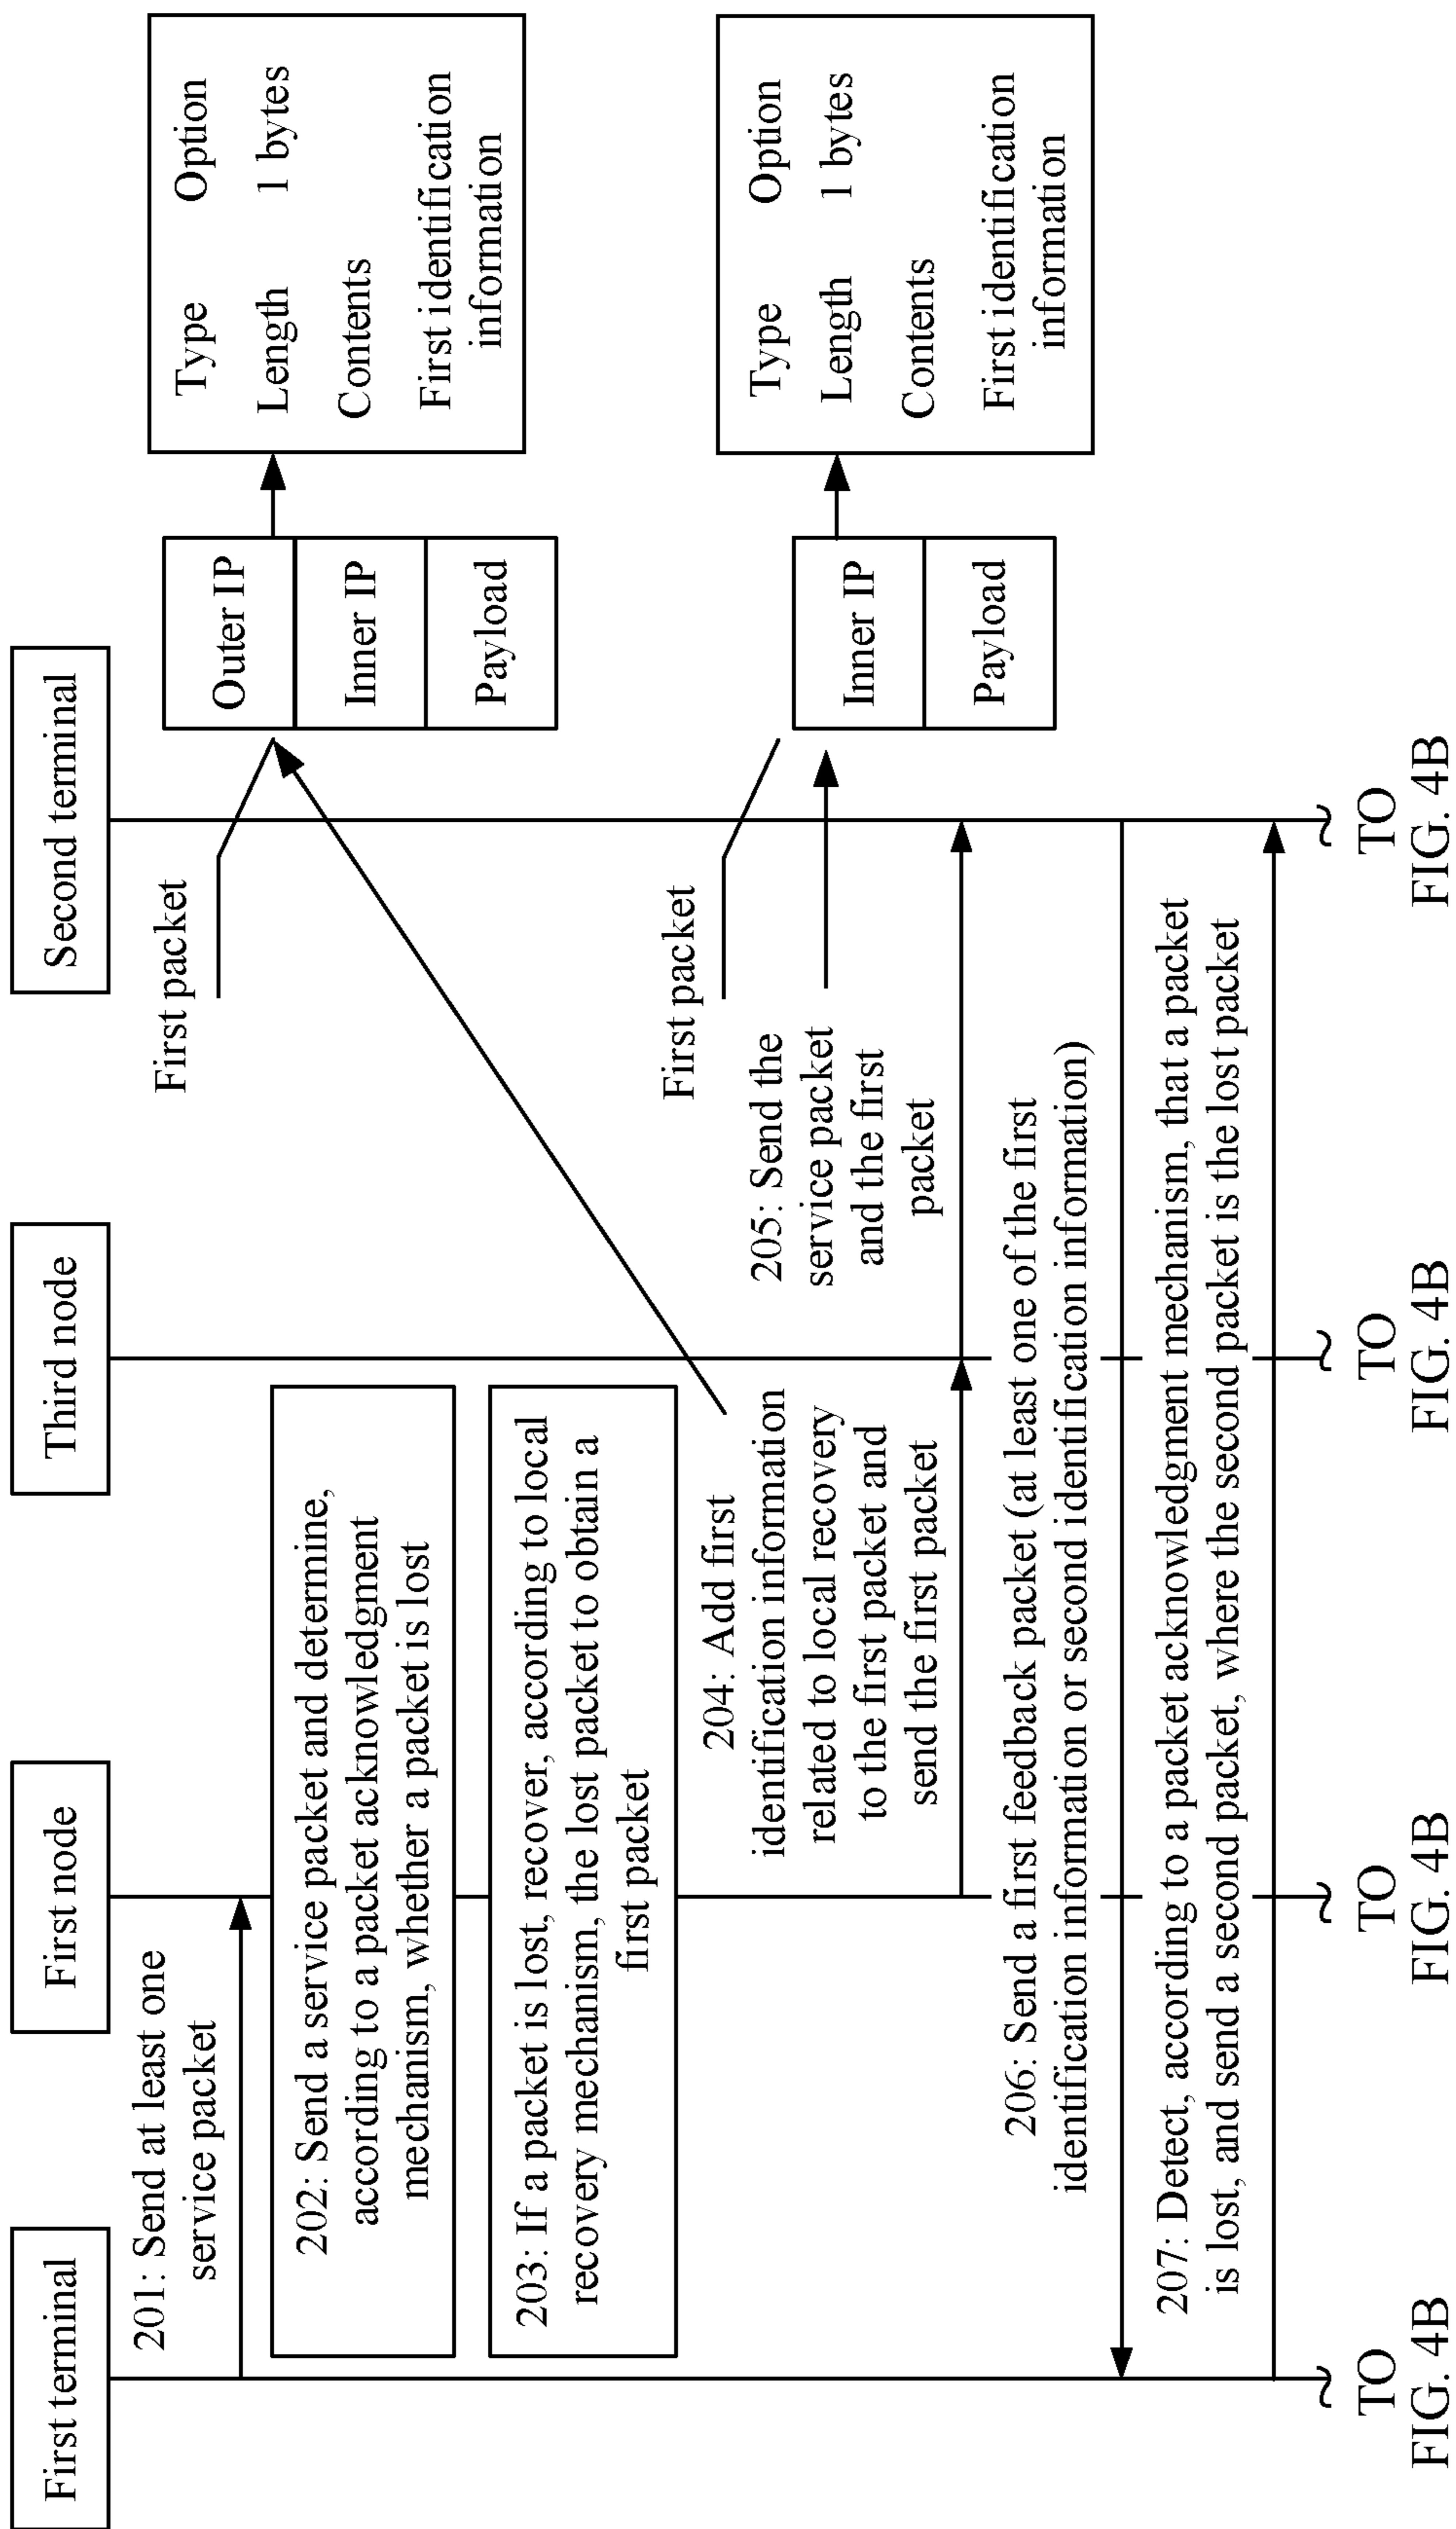 First terminal
First node
Third node
Second terminal
201: Send at least one
service packet
202: Send a service packet and determine,
according to a packet acknowledgment
mechanism, whether a packet is lost
203: If a packet is lost, recover, according to local
recovery mechanism, the lost packet to obtain a
first packet
First packet
Outer IP
Inner IP
Payload
Type Option
Length 1 bytes
Contents
First identification
information
204: Add first
identification information
related to local recovery
to the first packet and
send the first packet
First packet
205: Send the
service packet
and the first
packet
Inner IP
Payload
Type Option
Length 1 bytes
Contents
First identification
information
206: Send a first feedback packet (at least one of the first
identification information or second identification information)
207: Detect, according to a packet acknowledgment mechanism, that a packet
is lost, and send a second packet, where the second packet is the lost packet
TO
FIG. 4B
TO
FIG. 4B
TO
FIG. 4B
TO
FIG. 4B